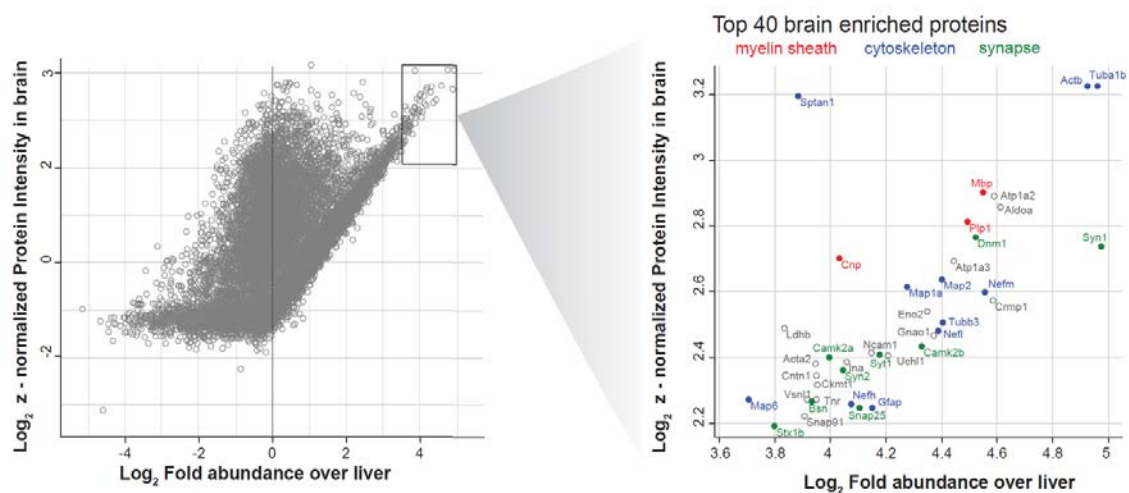 Log2 z - normalized Protein Intensity in brain
3
2
0
-2
-4
-2
0
2
4
Log2 Fold abundance over liver
Top 40 brain enriched proteins
myelin sheath cytoskeleton synapse
Log2 z - normalized Protein Intensity in brain
3.2
3
2.8
2.6
2.4
2.2
Actb Tuba1b
Sptan1
Mbp
Atp1a2
Aldoa
Plp1
Dnm1
Syn1
Cnp
Atp1a3
Map1a
Map2
Nefm
Crmp1
Eno2
Tubb3
Gnao1
Nefl
Ldhb
Ncam1
Camk2a
Camk2b
Acta2
Ina
Syt1
Uchl1
Cntn1
Syn2
Ckmt1
Vsnl1
Tnr
Nefh
Gfap
Map6
Bsn
Snap25
Snap91
Stx1b
3.6 3.8 4 4.2 4.4 4.6 4.8 5
Log2 Fold abundance over liver